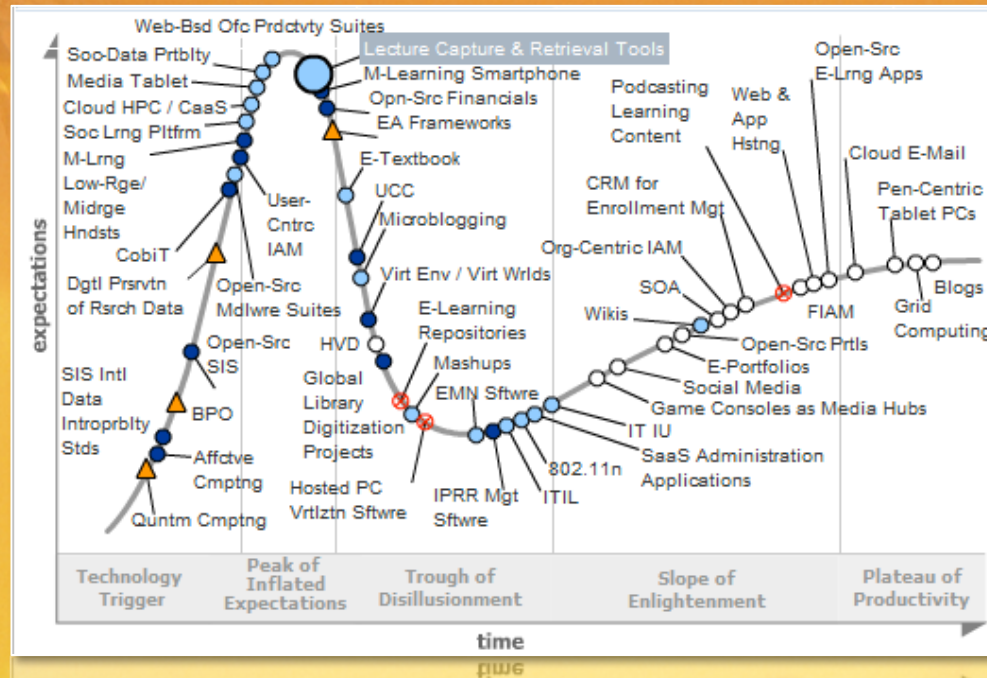 Web-Bsd Ofc Prdctvty Suites
Soc-Data Prtblty
Media Tablet
Cloud HPC / CaaS
Soc Lrng Pltfrm
M-Lrng
Low-Rge/
Midrge
Hndsts
CobiT
Dgtl Prsrvtn
of Rsrch Data
SIS Intl
Data
Introprblty
Stds
Quntm Cmptng
Affctve
Cmptng
BPO
Open-Src
SIS
Open-Src
Mdlwre Suites
User-
Cntrc
IAM
Lecture Capture & Retrieval Tools
M-Learning Smartphone
Opn-Src Financials
EA Frameworks
E-Textbook
UCC
Microblogging
Virt Env / Virt Wrlds
HVD
E-Learning
Repositories
Global
Library
Digitization
Projects
Mashups
Hosted PC
Vrtlztn Sftwre
EMN Sftwre
IPRR Mgt
Sftwre
ITIL
802.11n
SaaS Administration
Applications
IT IU
Game Consoles as Media Hubs
Social Media
E-Portfolios
Open-Src Prtls
Wikis
SOA
Org-Centric IAM
CRM for
Enrollment Mgt
Podcasting
Learning
Content
Web &
App
Hstng
FIAM
Open-Src
E-Lrng Apps
Cloud E-Mail
Pen-Centric
Tablet PCs
Grid
Computing
Blogs
expectations
Technology
Trigger
Peak of
Inflated
Expectations
Trough of
Disillusionment
Slope of
Enlightenment
Plateau of
Productivity
time
time